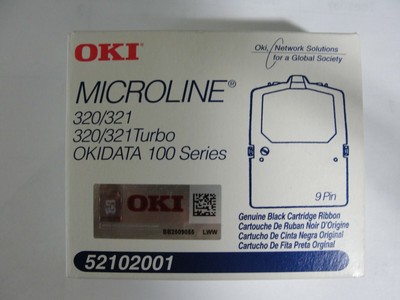 OKI
Oki, Network Solutions
for a Global Society
MICROLINE®
320/321
320/321Turbo
OKIDATA 100 Series
9 Pin
OKI
LWW
Genuine Black Cartridge Ribbon
Cartouche De Ruban Noir D'Origine
Cartucho De Cinta Negra Original
Cartucho De Fita Preta Orginal
52102001